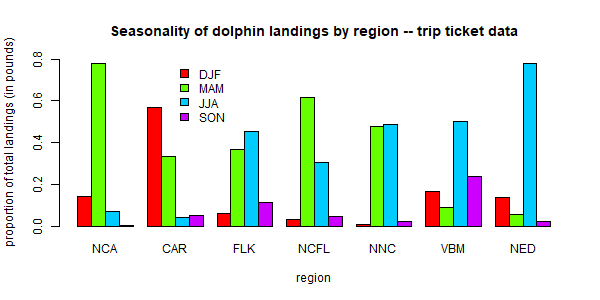 Seasonality of dolphin landings by region -- trip ticket data
proportion of total landings (in pounds)
0.8
0.6
0.4
0.2
0.0
DJF
MAM
JJA
SON
NCA CAR FLK NCFL NNC VBM NED
region